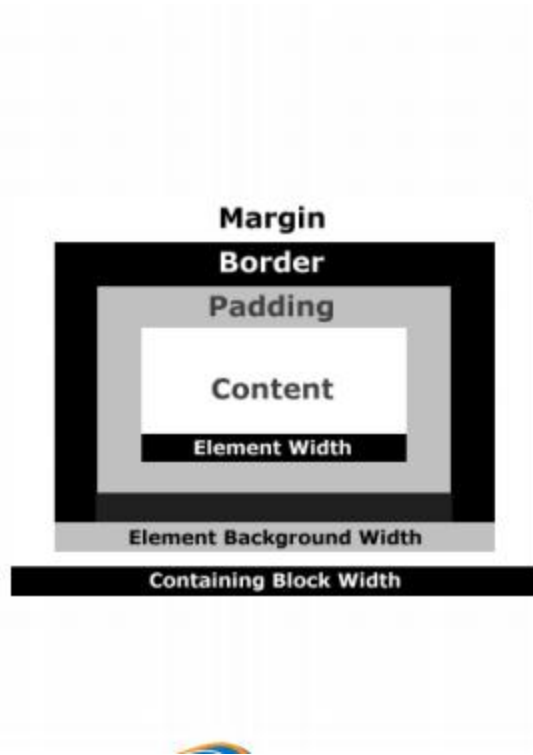 Margin
Border
Padding
Content
Element Width
Element Background Width
Containing Block Width